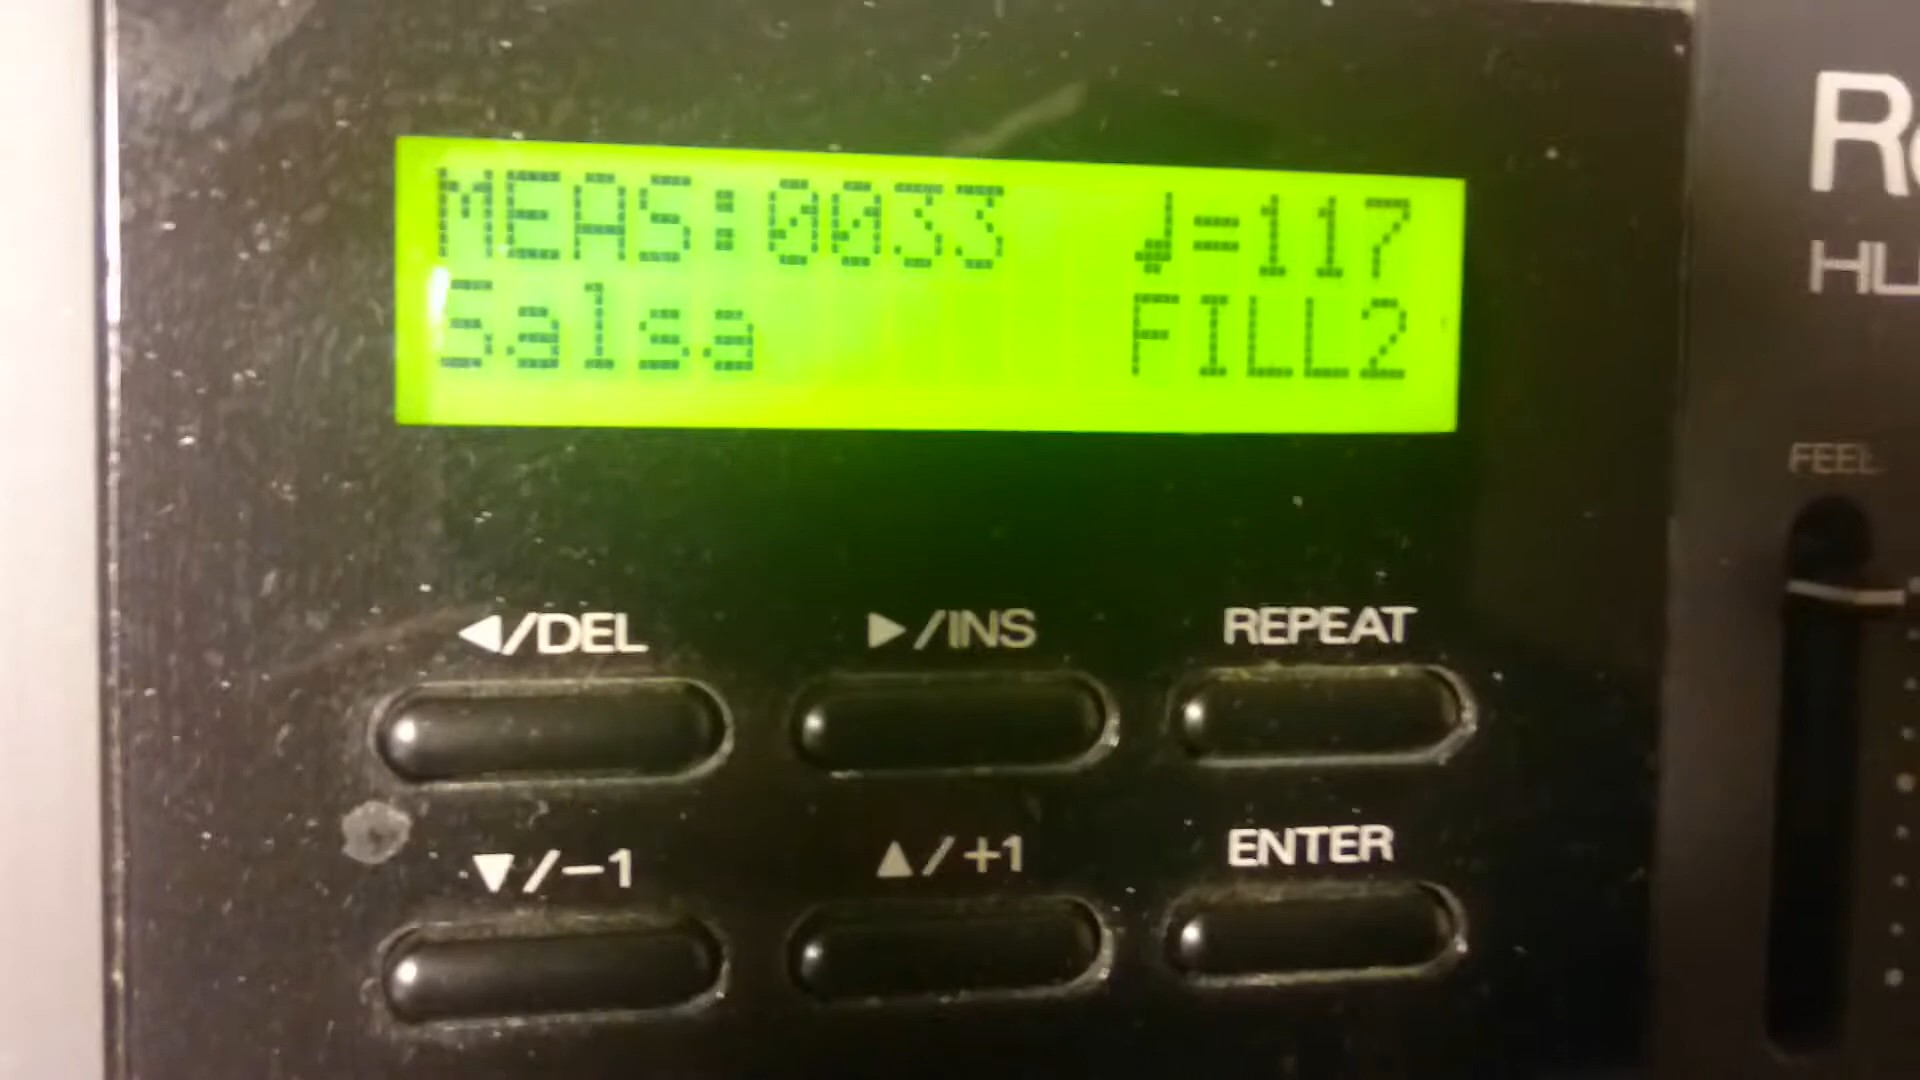 MEAS:0033 ♩=117
Salsa FILL2
◀/DEL ▶/INS REPEAT
▼/−1 ▲/+1 ENTER
FEEL